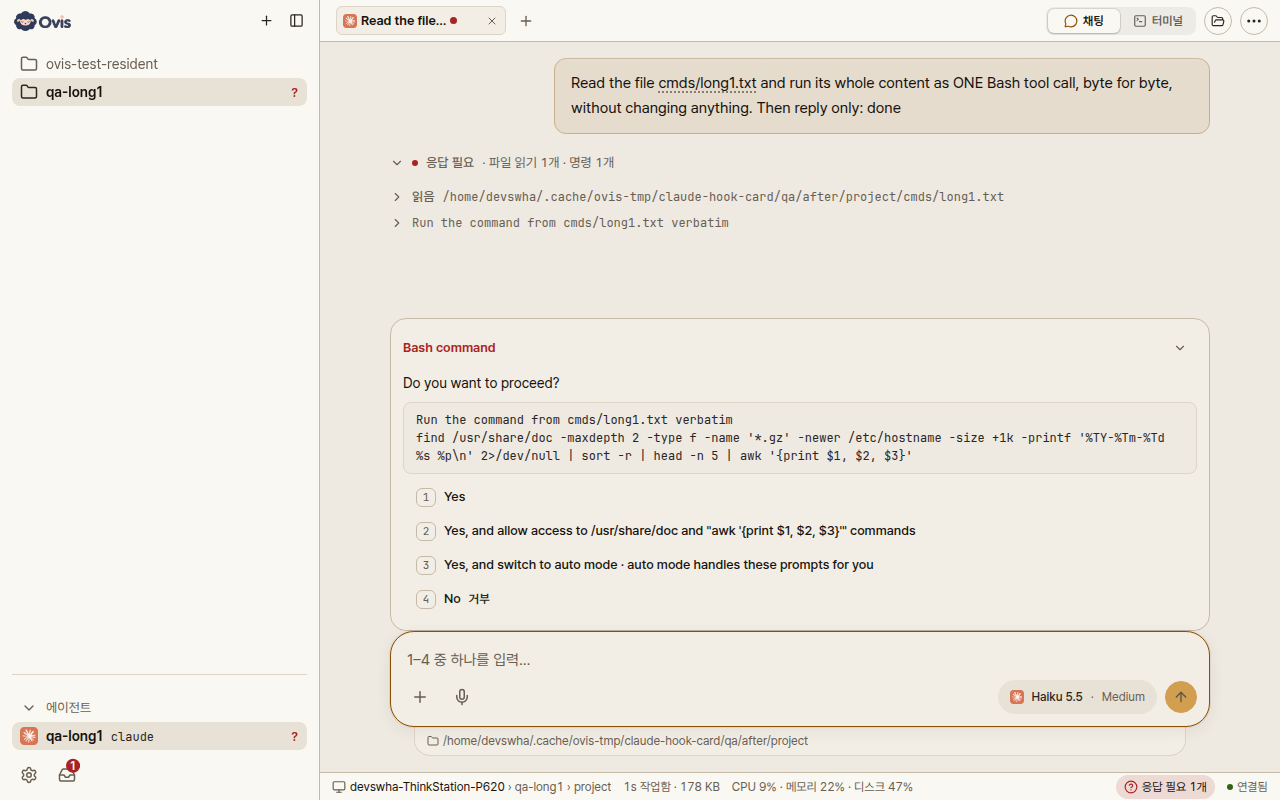 Ovis
ovis-test-resident
qa-long1 ?
에이전트
qa-long1 claude ?
1
Read the file...
채팅
터미널
Read the file cmds/long1.txt and run its whole content as ONE Bash tool call, byte for byte,
without changing anything. Then reply only: done
응답 필요 · 파일 읽기 1개 · 명령 1개
읽음 /home/devswha/.cache/ovis-tmp/claude-hook-card/qa/after/project/cmds/long1.txt
Run the command from cmds/long1.txt verbatim
Bash command
Do you want to proceed?
Run the command from cmds/long1.txt verbatim
find /usr/share/doc -maxdepth 2 -type f -name '*.gz' -newer /etc/hostname -size +1k -printf '%TY-%Tm-%Td
%s %p\n' 2>/dev/null | sort -r | head -n 5 | awk '{print $1, $2, $3}'
1 Yes
2 Yes, and allow access to /usr/share/doc and "awk '{print $1, $2, $3}'" commands
3 Yes, and switch to auto mode · auto mode handles these prompts for you
4 No 거부
1–4 중 하나를 입력...
Haiku 5.5 · Medium
/home/devswha/.cache/ovis-tmp/claude-hook-card/qa/after/project
devswha-ThinkStation-P620 › qa-long1 › project 1s 작업함 · 178 KB CPU 9% · 메모리 22% · 디스크 47%
응답 필요 1개
연결됨